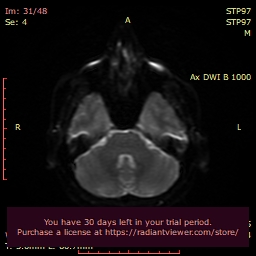 Im: 31/48
STP97
Se: 4
STP97
M
A
Ax DWI B 1000
R
L
You have 30 days left in your trial period.
Purchase a license at https://radiantviewer.com/store/